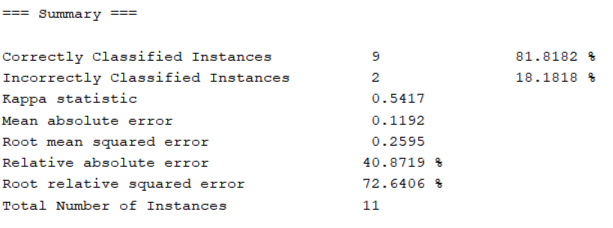 === Summary ===
Correctly Classified Instances 9 81.8182 %
Incorrectly Classified Instances 2 18.1818 %
Kappa statistic 0.5417
Mean absolute error 0.1192
Root mean squared error 0.2595
Relative absolute error 40.8719 %
Root relative squared error 72.6406 %
Total Number of Instances 11